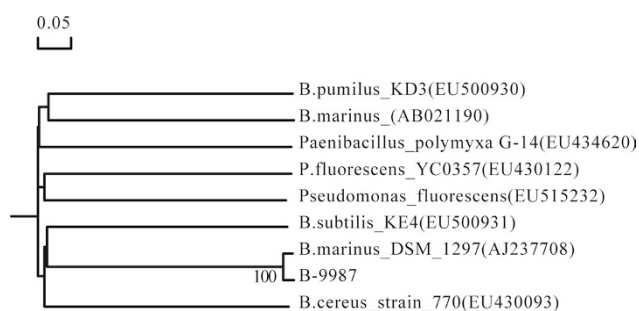 0.05
B.pumilus_KD3(EU500930)
B.marinus_(AB021190)
Paenibacillus_polymyxa G-14(EU434620)
P.fluorescens_YC0357(EU430122)
Pseudomonas_fluorescens(EU515232)
B.subtilis_KE4(EU500931)
B.marinus_DSM_1297(AJ237708)
100
B-9987
B.cereus_strain_770(EU430093)